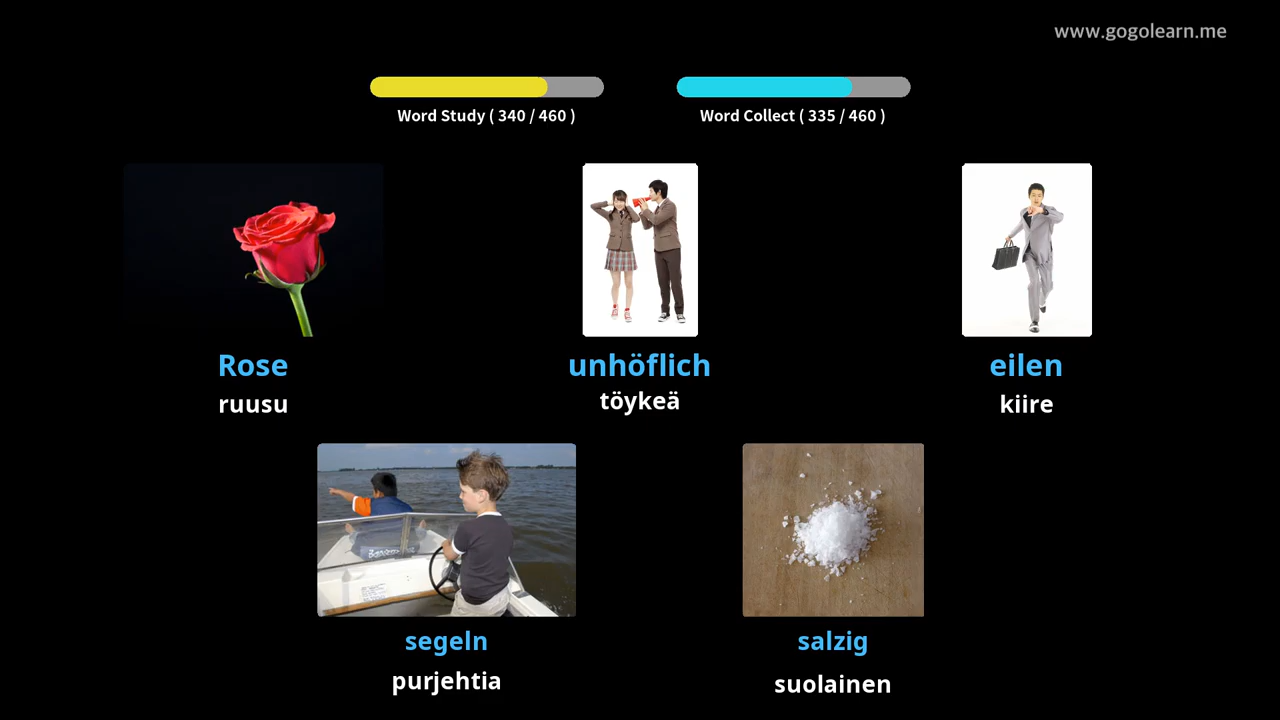 www.gogolearn.me
Word Study ( 340 / 460 )
Word Collect ( 335 / 460 )
Rose
ruusu
unhöflich
töykeä
eilen
kiire
segeln
purjehtia
salzig
suolainen